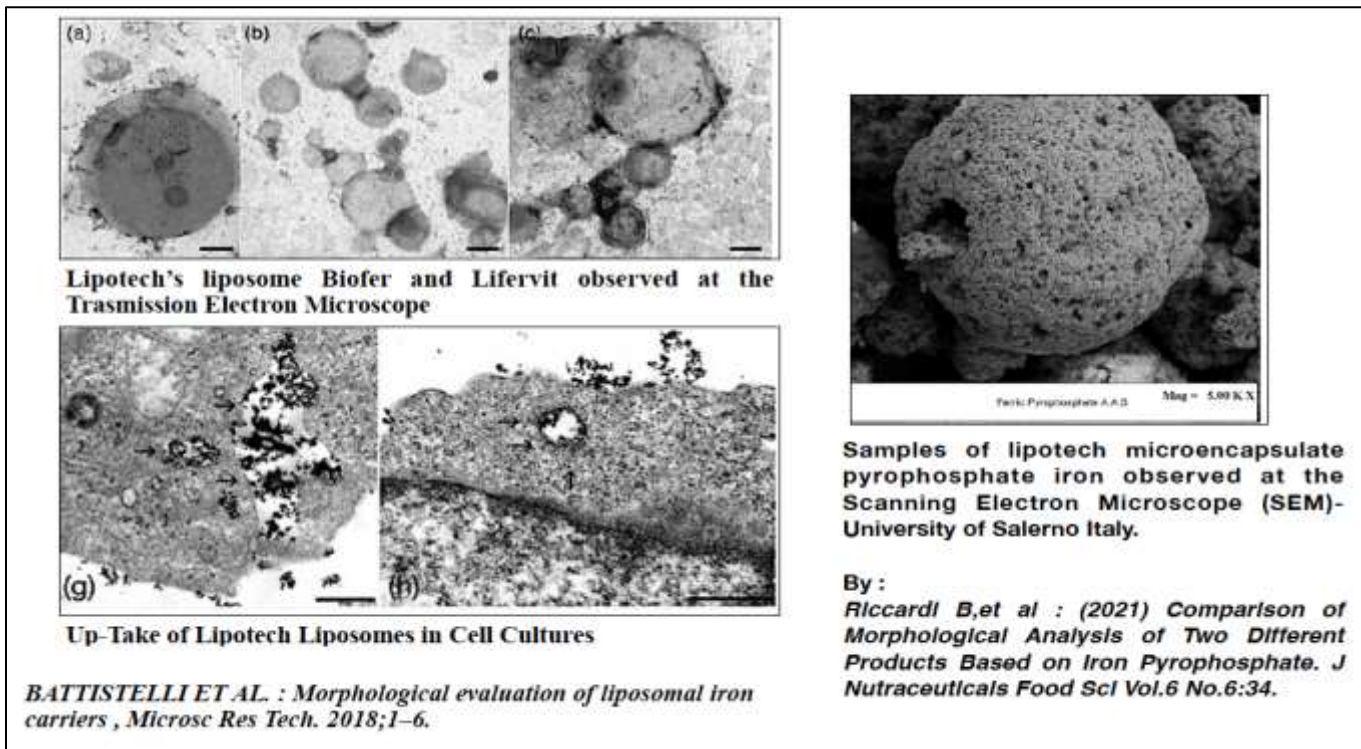 (a)
(b)
(c)
Lipotech's liposome Biofer and Lifervit observed at the
Trasmission Electron Microscope
(g)
(h)
Up-Take of Lipotech Liposomes in Cell Cultures
BATTISTELLI ET AL. : Morphological evaluation of liposomal iron
carriers , Microsc Res Tech. 2018;1–6.
Ferric Pyrophosphate A.A.S Mag = 5.00 K X
Samples of lipotech microencapsulate
pyrophosphate iron observed at the
Scanning Electron Microscope (SEM)-
University of Salerno Italy.
By :
Riccardi B,et al : (2021) Comparison of
Morphological Analysis of Two Different
Products Based on Iron Pyrophosphate. J
Nutraceuticals Food Sci Vol.6 No.6:34.